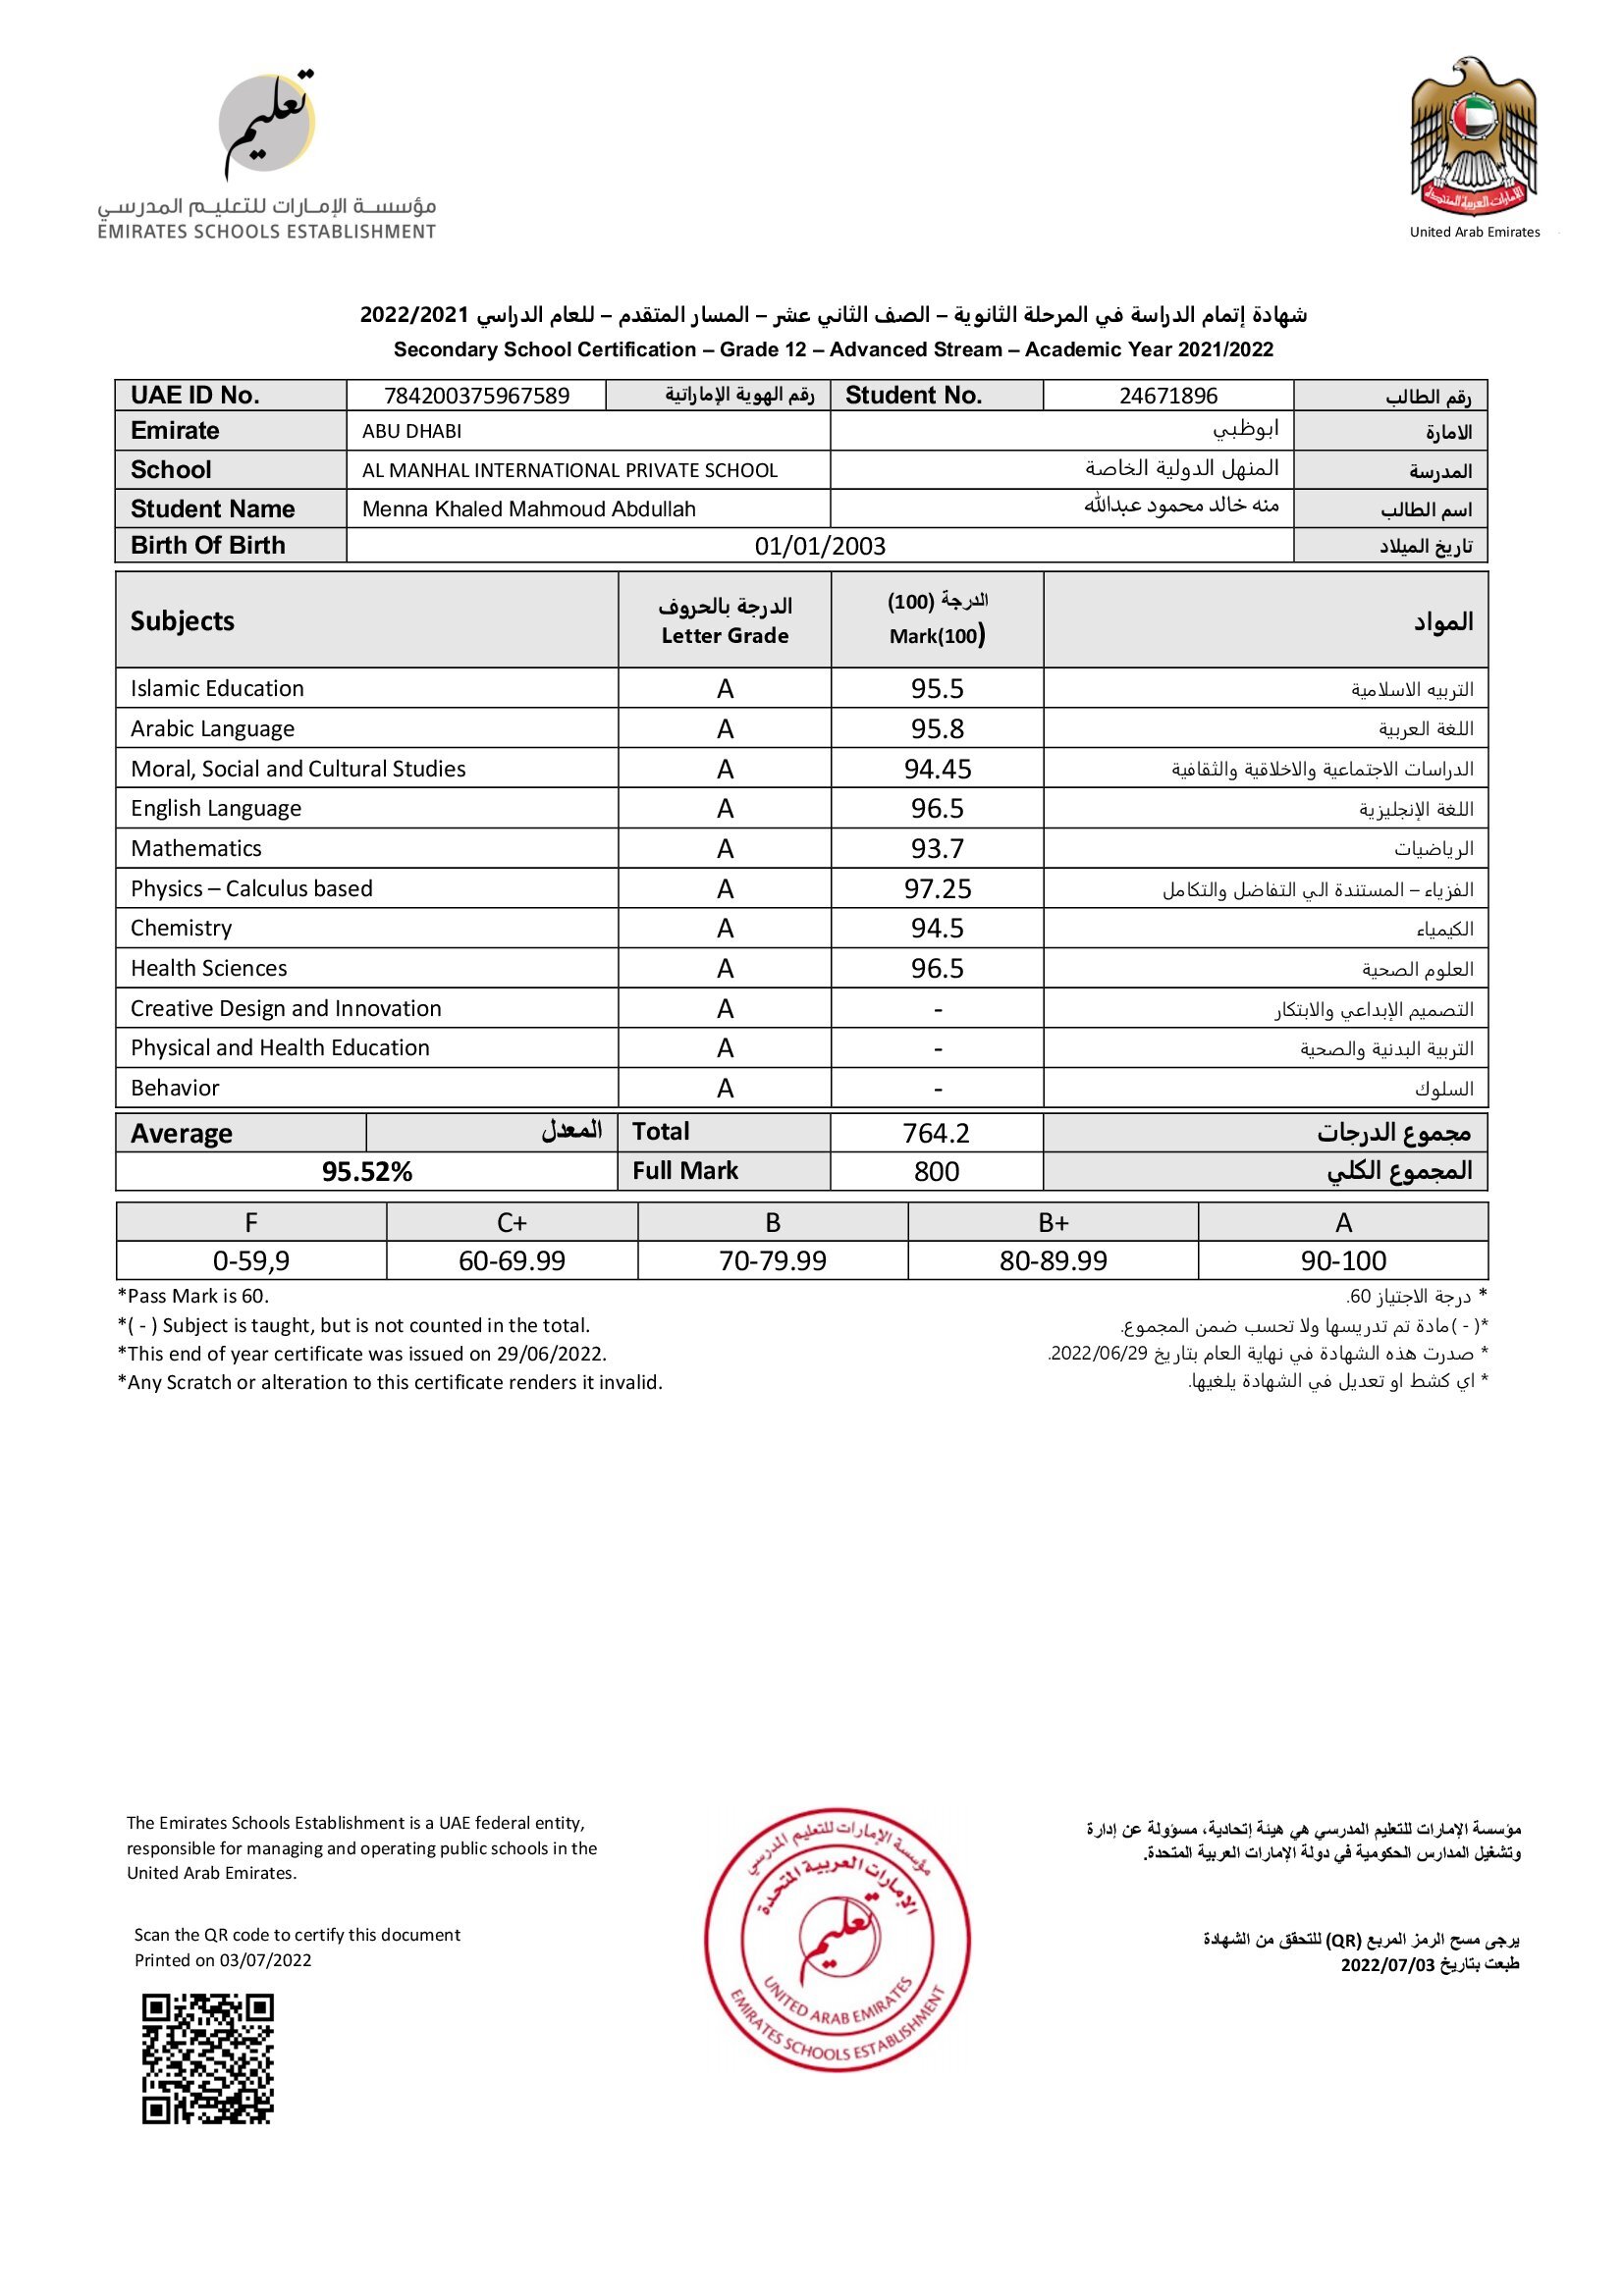 تعليم
مؤسسة الإمارات للتعليم المدرسي
EMIRATES SCHOOLS ESTABLISHMENT
الإمارات العربية المتحدة
United Arab Emirates
شهادة إتمام الدراسة في المرحلة الثانوية – الصف الثاني عشر – المسار المتقدم – للعام الدراسي 2022/2021
Secondary School Certification – Grade 12 – Advanced Stream – Academic Year 2021/2022
UAE ID No. 784200375967589 رقم الهوية الإماراتية Student No. 24671896 رقم الطالب
Emirate ABU DHABI ابوظبي الامارة
School AL MANHAL INTERNATIONAL PRIVATE SCHOOL المنهل الدولية الخاصة المدرسة
Student Name Menna Khaled Mahmoud Abdullah منه خالد محمود عبدالله اسم الطالب
Birth Of Birth 01/01/2003 تاريخ الميلاد
Subjects الدرجة بالحروف الدرجة (100) المواد
Letter Grade Mark(100)
Islamic Education A 95.5 التربيه الاسلامية
Arabic Language A 95.8 اللغة العربية
Moral, Social and Cultural Studies A 94.45 الدراسات الاجتماعية والاخلاقية والثقافية
English Language A 96.5 اللغة الإنجليزية
Mathematics A 93.7 الرياضيات
Physics – Calculus based A 97.25 الفزياء – المستندة الي التفاضل والتكامل
Chemistry A 94.5 الكيمياء
Health Sciences A 96.5 العلوم الصحية
Creative Design and Innovation A - التصميم الإبداعي والابتكار
Physical and Health Education A - التربية البدنية والصحية
Behavior A - السلوك
Average المعدل Total 764.2 مجموع الدرجات
95.52% Full Mark 800 المجموع الكلي
F C+ B B+ A
0-59,9 60-69.99 70-79.99 80-89.99 90-100
*Pass Mark is 60. * درجة الاجتياز 60.
*( - ) Subject is taught, but is not counted in the total. *( - )مادة تم تدريسها ولا تحسب ضمن المجموع.
*This end of year certificate was issued on 29/06/2022. * صدرت هذه الشهادة في نهاية العام بتاريخ 2022/06/29.
*Any Scratch or alteration to this certificate renders it invalid. * اي كشط او تعديل في الشهادة يلغيها.
The Emirates Schools Establishment is a UAE federal entity,
responsible for managing and operating public schools in the
United Arab Emirates.
مؤسسة الإمارات للتعليم المدرسي هي هيئة إتحادية، مسؤولة عن إدارة
وتشغيل المدارس الحكومية في دولة الإمارات العربية المتحدة.
مؤسسة الإمارات للتعليم المدرسي
الإمارات العربية المتحدة
تعليم
UNITED ARAB EMIRATES
EMIRATES SCHOOLS ESTABLISHMENT
Scan the QR code to certify this document
Printed on 03/07/2022
يرجى مسح الرمز المربع (QR) للتحقق من الشهادة
طبعت بتاريخ 2022/07/03